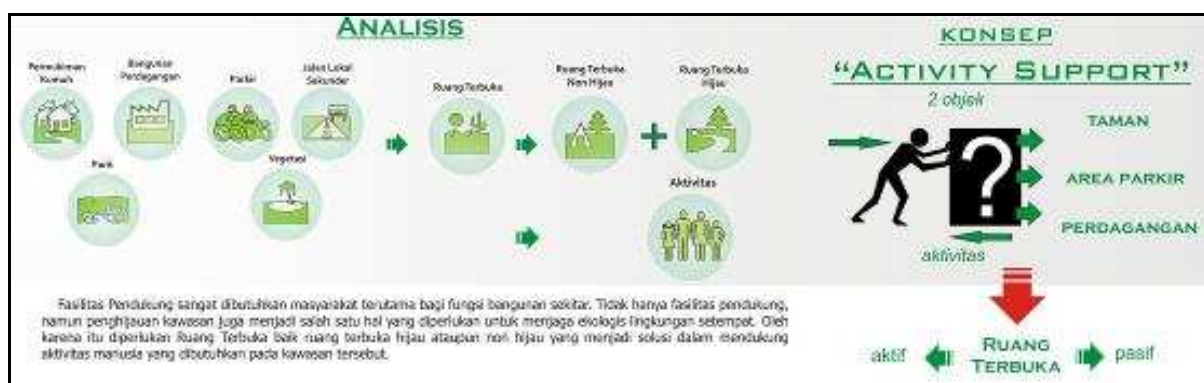 ANALISIS
Permukiman
Rumah
Bangunan
Perdagangan
Parkir
Jalan Lokal
Sekunder
Ruang Terbuka
Ruang Terbuka
Non Hijau
+
Ruang Terbuka
Hijau
Park
Vegetasi
Aktivitas
Fasilitas Pendukung sangat dibutuhkan masyarakat terutama bagi fungsi bangunan sekitar. Tidak hanya fasilitas pendukung,
namun penghijauan kawasan juga menjadi salah satu hal yang diperlukan untuk menjaga ekologis lingkungan setempat. Oleh
karena itu diperlukan Ruang Terbuka baik ruang terbuka hijau ataupun non hijau yang menjadi solusi dalam mendukung
aktivitas manusia yang dibutuhkan pada kawasan tersebut.
KONSEP
“ACTIVITY SUPPORT”
2 objek
?
TAMAN
AREA PARKIR
PERDAGANGAN
aktivitas
aktif
RUANG
TERBUKA
pasif